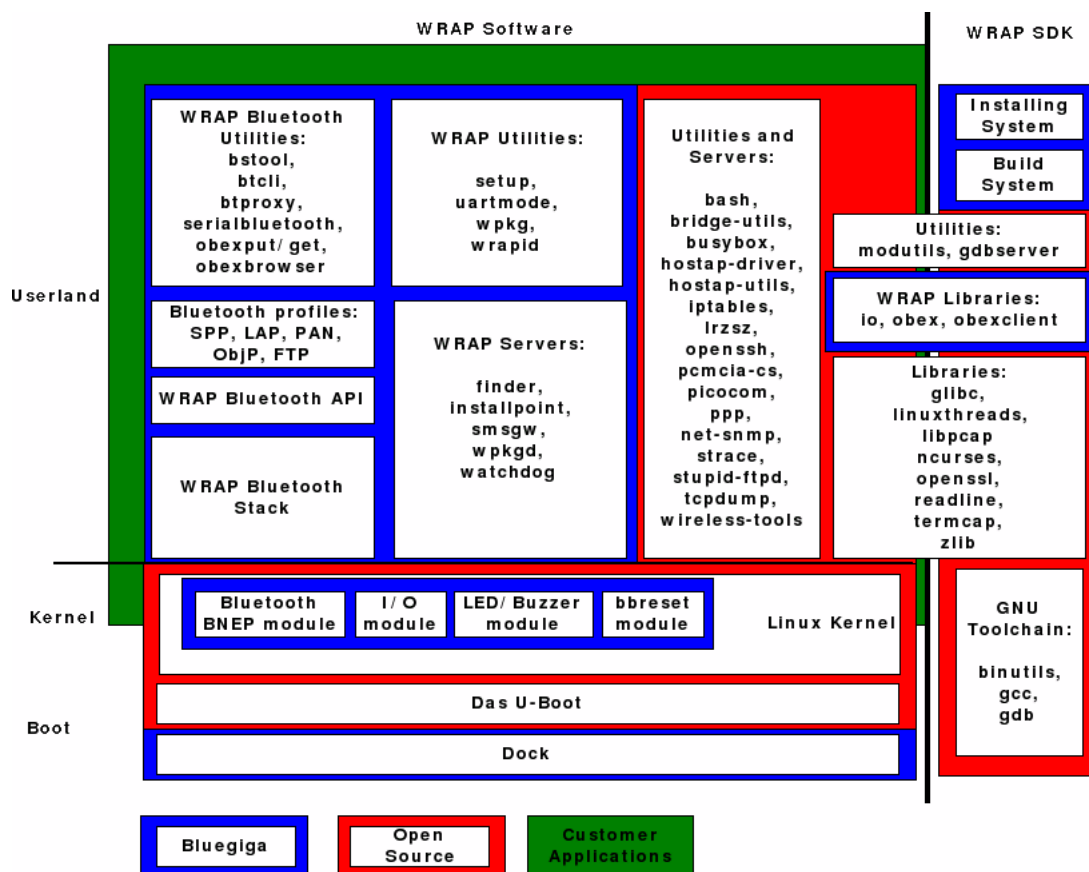 WRAP Software
WRAP SDK
WRAP Bluetooth
Utilities:
bstool,
btcli,
btproxy,
serialbluetooth,
obexput/get,
obexbrowser
WRAP Utilities:
setup,
uartmode,
wpkg,
wrapid
Utilities and
Servers:
bash,
bridge-utils,
busybox,
hostap-driver,
hostap-utils,
iptables,
lrzsz,
openssh,
pcmcia-cs,
picocom,
ppp,
net-snmp,
strace,
stupid-ftpd,
tcpdump,
wireless-tools
Installing
System
Build
System
Utilities:
modutils, gdbserver
Userland
WRAP Libraries:
io, obex, obexclient
Bluetooth profiles:
SPP, LAP, PAN,
ObjP, FTP
WRAP Servers:
finder,
installpoint,
smsgw,
wpkgd,
watchdog
Libraries:
glibc,
linuxthreads,
libpcap
ncurses,
openssl,
readline,
termcap,
zlib
WRAP Bluetooth API
WRAP Bluetooth
Stack
Kernel
Bluetooth
BNEP module
I/O
module
LED/Buzzer
module
bbreset
module
Linux Kernel
GNU
Toolchain:
binutils,
gcc,
gdb
Das U-Boot
Boot
Dock
Bluegiga
Open
Source
Customer
Applications